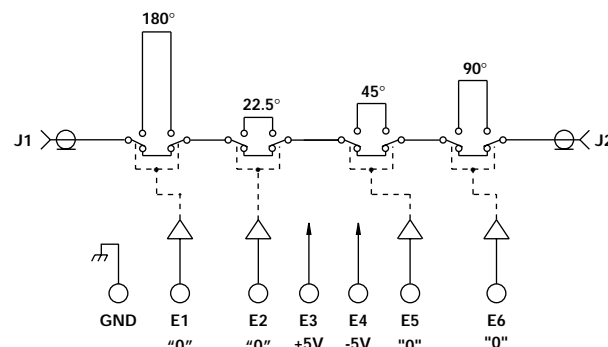 180°
22.5°
45°
90°
J1
J2
GND E1 E2 E3 E4 E5 E6
“0” “0” +5V -5V "0" "0"